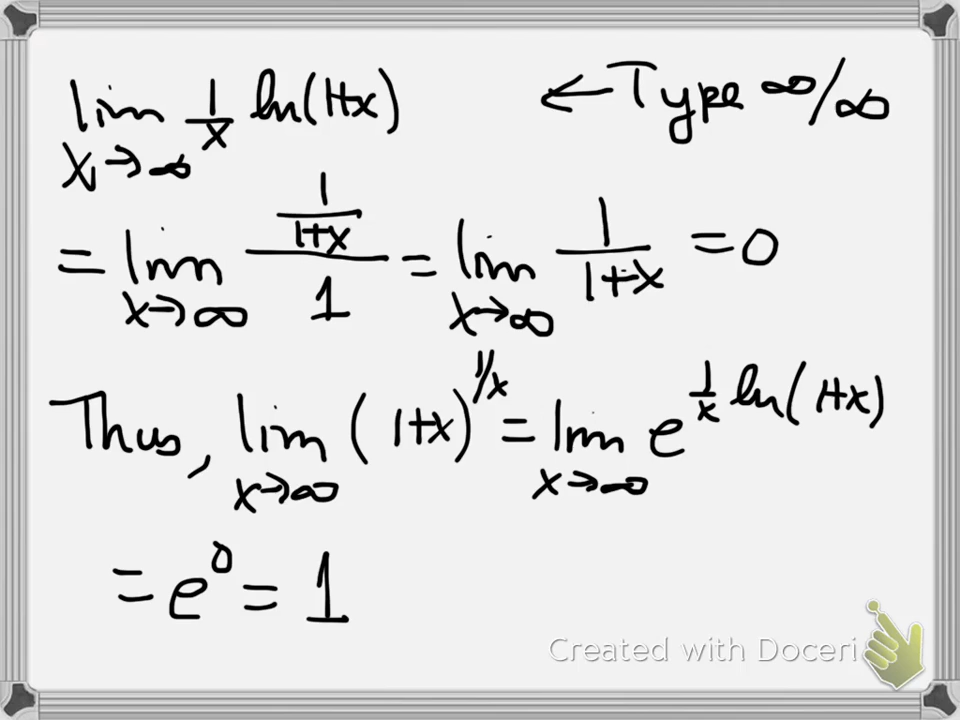 lim x→∞ 1/x ln(1+x) ← Type ∞/∞
= lim x→∞ (1/(1+x))/1 = lim x→∞ 1/(1+x) = 0
Thus, lim x→∞ (1+x)^1/x = lim x→∞ e^(1/x ln(1+x))
= e^0 = 1
Created with Doceri